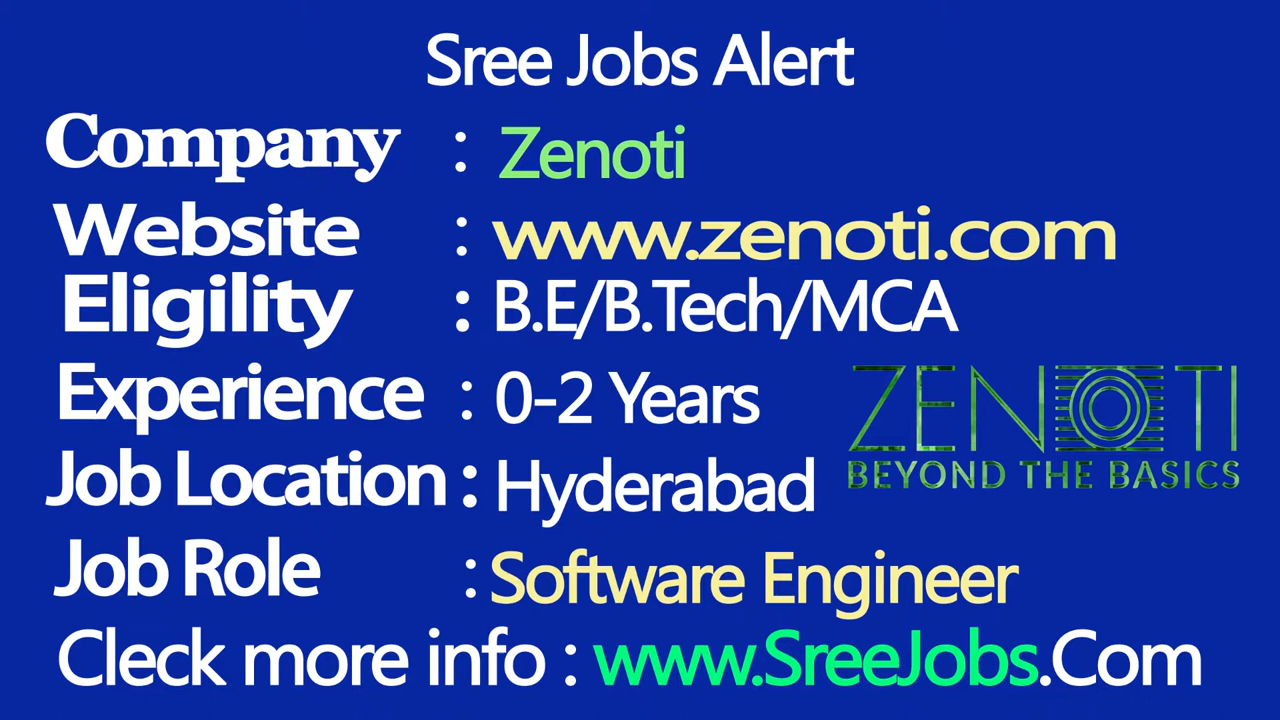 Sree Jobs Alert
Company : Zenoti
Website : www.zenoti.com
Eligility : B.E/B.Tech/MCA
Experience : 0-2 Years
ZENOTI
BEYOND THE BASICS
Job Location : Hyderabad
Job Role : Software Engineer
Cleck more info : www.SreeJobs.Com